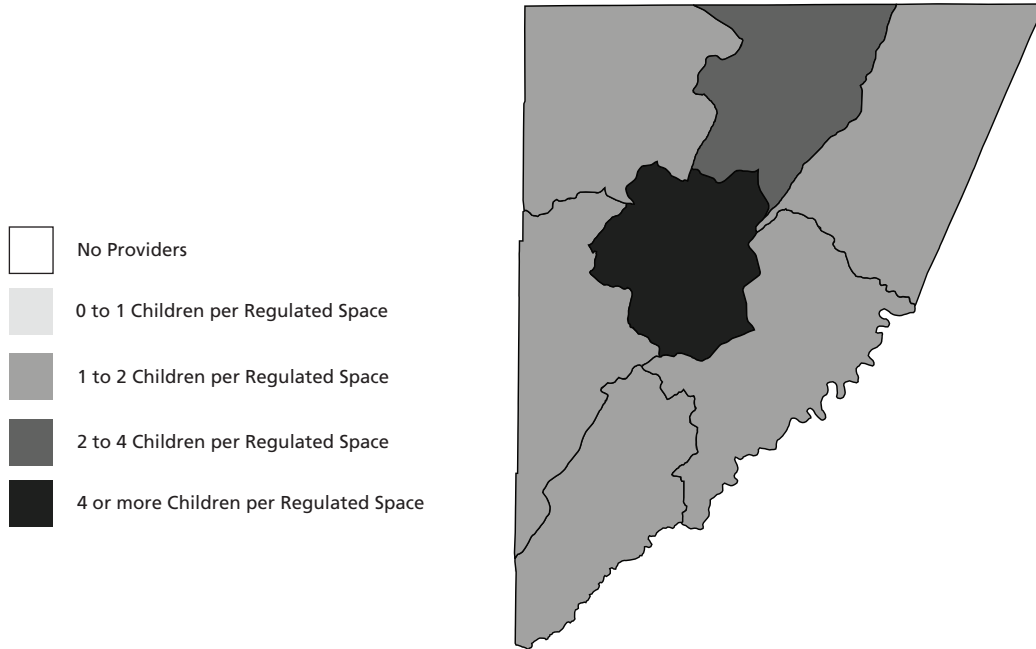 No Providers
0 to 1 Children per Regulated Space
1 to 2 Children per Regulated Space
2 to 4 Children per Regulated Space
4 or more Children per Regulated Space